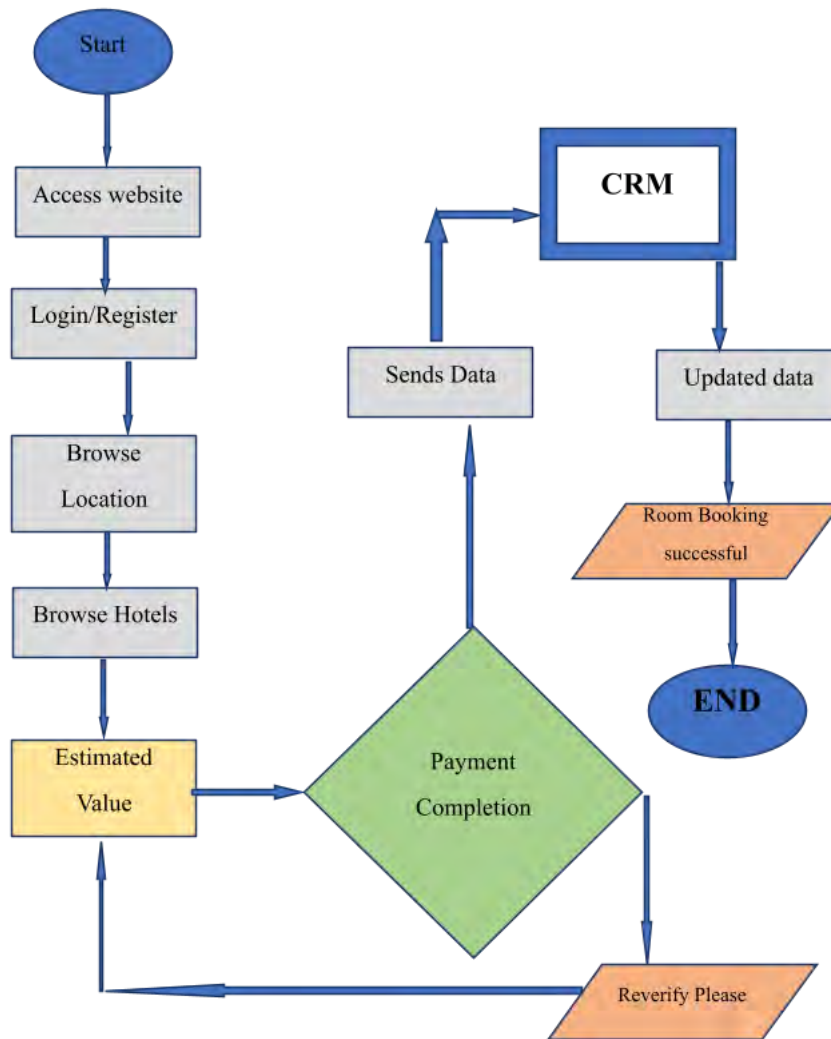 Start
Access website
Login/Register
Browse
Location
Browse Hotels
Estimated
Value
Payment
Completion
Sends Data
CRM
Updated data
Room Booking
successful
END
Reverify Please